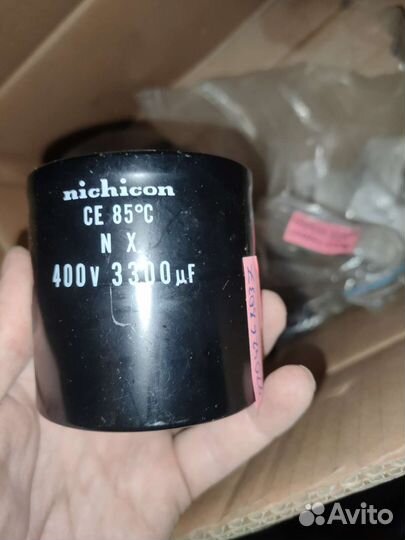 nichicon
CE 85°C
N X
400V 3300µF
Avito